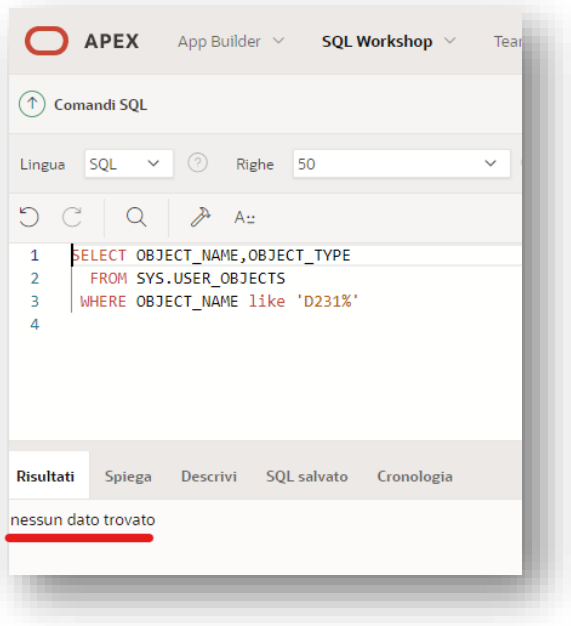 APEX App Builder SQL Workshop Tear
Comandi SQL
Lingua SQL ? Righe 50
A::
1 SELECT OBJECT_NAME,OBJECT_TYPE
2 FROM SYS.USER_OBJECTS
3 WHERE OBJECT_NAME like 'D231%'
4
Risultati Spiega Descrivi SQL salvato Cronologia
nessun dato trovato